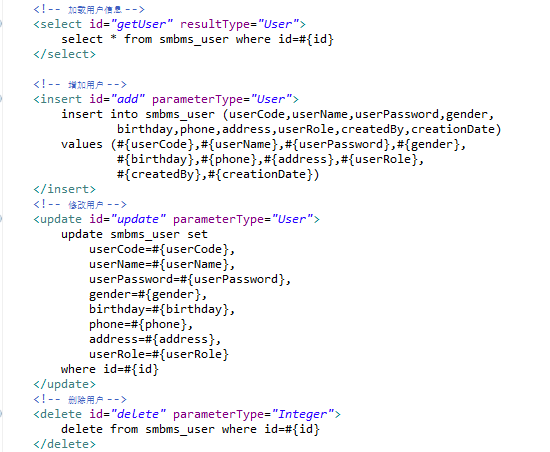 <!-- 加载用户信息 -->
<select id="getUser" resultType="User">
select * from smbms_user where id=#{id}
</select>
<!-- 增加用户 -->
<insert id="add" parameterType="User">
insert into smbms_user (userCode,userName,userPassword,gender,
birthday,phone,address,userRole,createdBy,creationDate)
values (#{userCode},#{userName},#{userPassword},#{gender},
#{birthday},#{phone},#{address},#{userRole},
#{createdBy},#{creationDate})
</insert>
<!-- 修改用户 -->
<update id="update" parameterType="User">
update smbms_user set
userCode=#{userCode},
userName=#{userName},
userPassword=#{userPassword},
gender=#{gender},
birthday=#{birthday},
phone=#{phone},
address=#{address},
userRole=#{userRole}
where id=#{id}
</update>
<!-- 删除用户 -->
<delete id="delete" parameterType="Integer">
delete from smbms_user where id=#{id}
</delete>